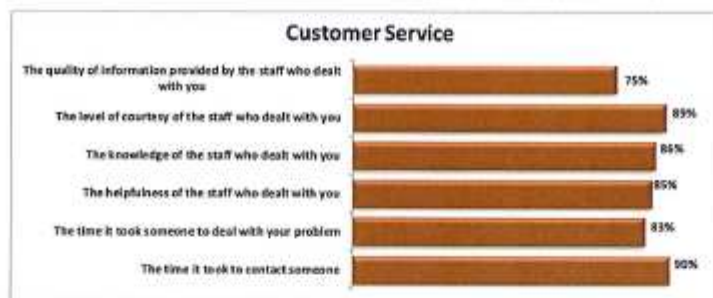 Customer Service
The quality of information provided by the staff who dealt
with you
75%
The level of courtesy of the staff who dealt with you
89%
The knowledge of the staff who dealt with you
86%
The helpfulness of the staff who dealt with you
85%
The time it took someone to deal with your problem
83%
The time it took to contact someone
90%